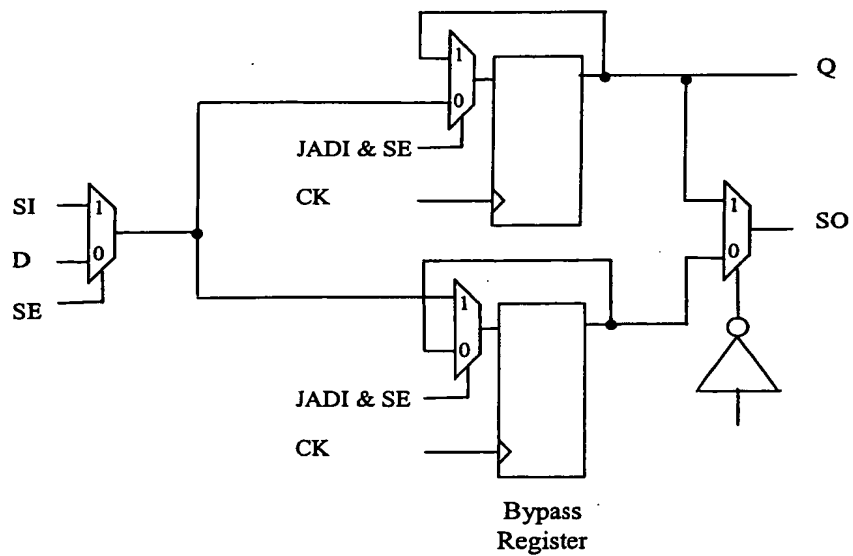 1
Q
0
JADI & SE
CK
SI
1
1
SO
D
0
0
SE
1
0
JADI & SE
CK
Bypass
Register